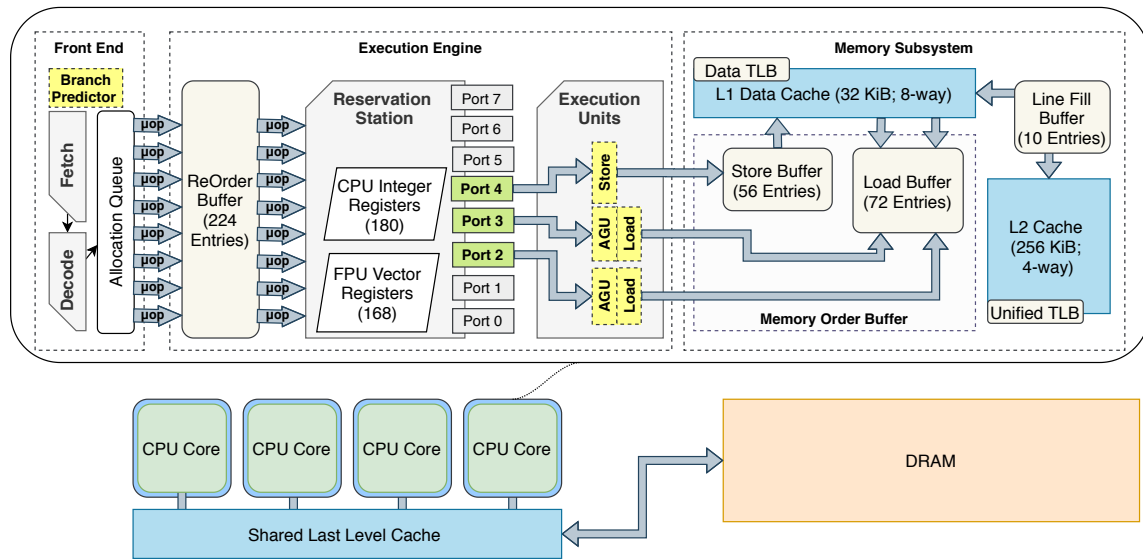 Front End
Execution Engine
Memory Subsystem
Branch
Predictor
Fetch
Decode
Allocation Queue
μop
μop
μop
μop
μop
μop
μop
μop
ReOrder
Buffer
(224
Entries)
μop
μop
μop
μop
μop
μop
μop
μop
Reservation
Station
CPU Integer
Registers
(180)
FPU Vector
Registers
(168)
Port 7
Port 6
Port 5
Port 4
Port 3
Port 2
Port 1
Port 0
Execution
Units
Store
AGU
Load
AGU
Load
Data TLB
L1 Data Cache (32 KiB; 8-way)
Store Buffer
(56 Entries)
Load Buffer
(72 Entries)
Memory Order Buffer
Line Fill
Buffer
(10 Entries)
L2 Cache
(256 KiB;
4-way)
Unified TLB
CPU Core
CPU Core
CPU Core
CPU Core
Shared Last Level Cache
DRAM